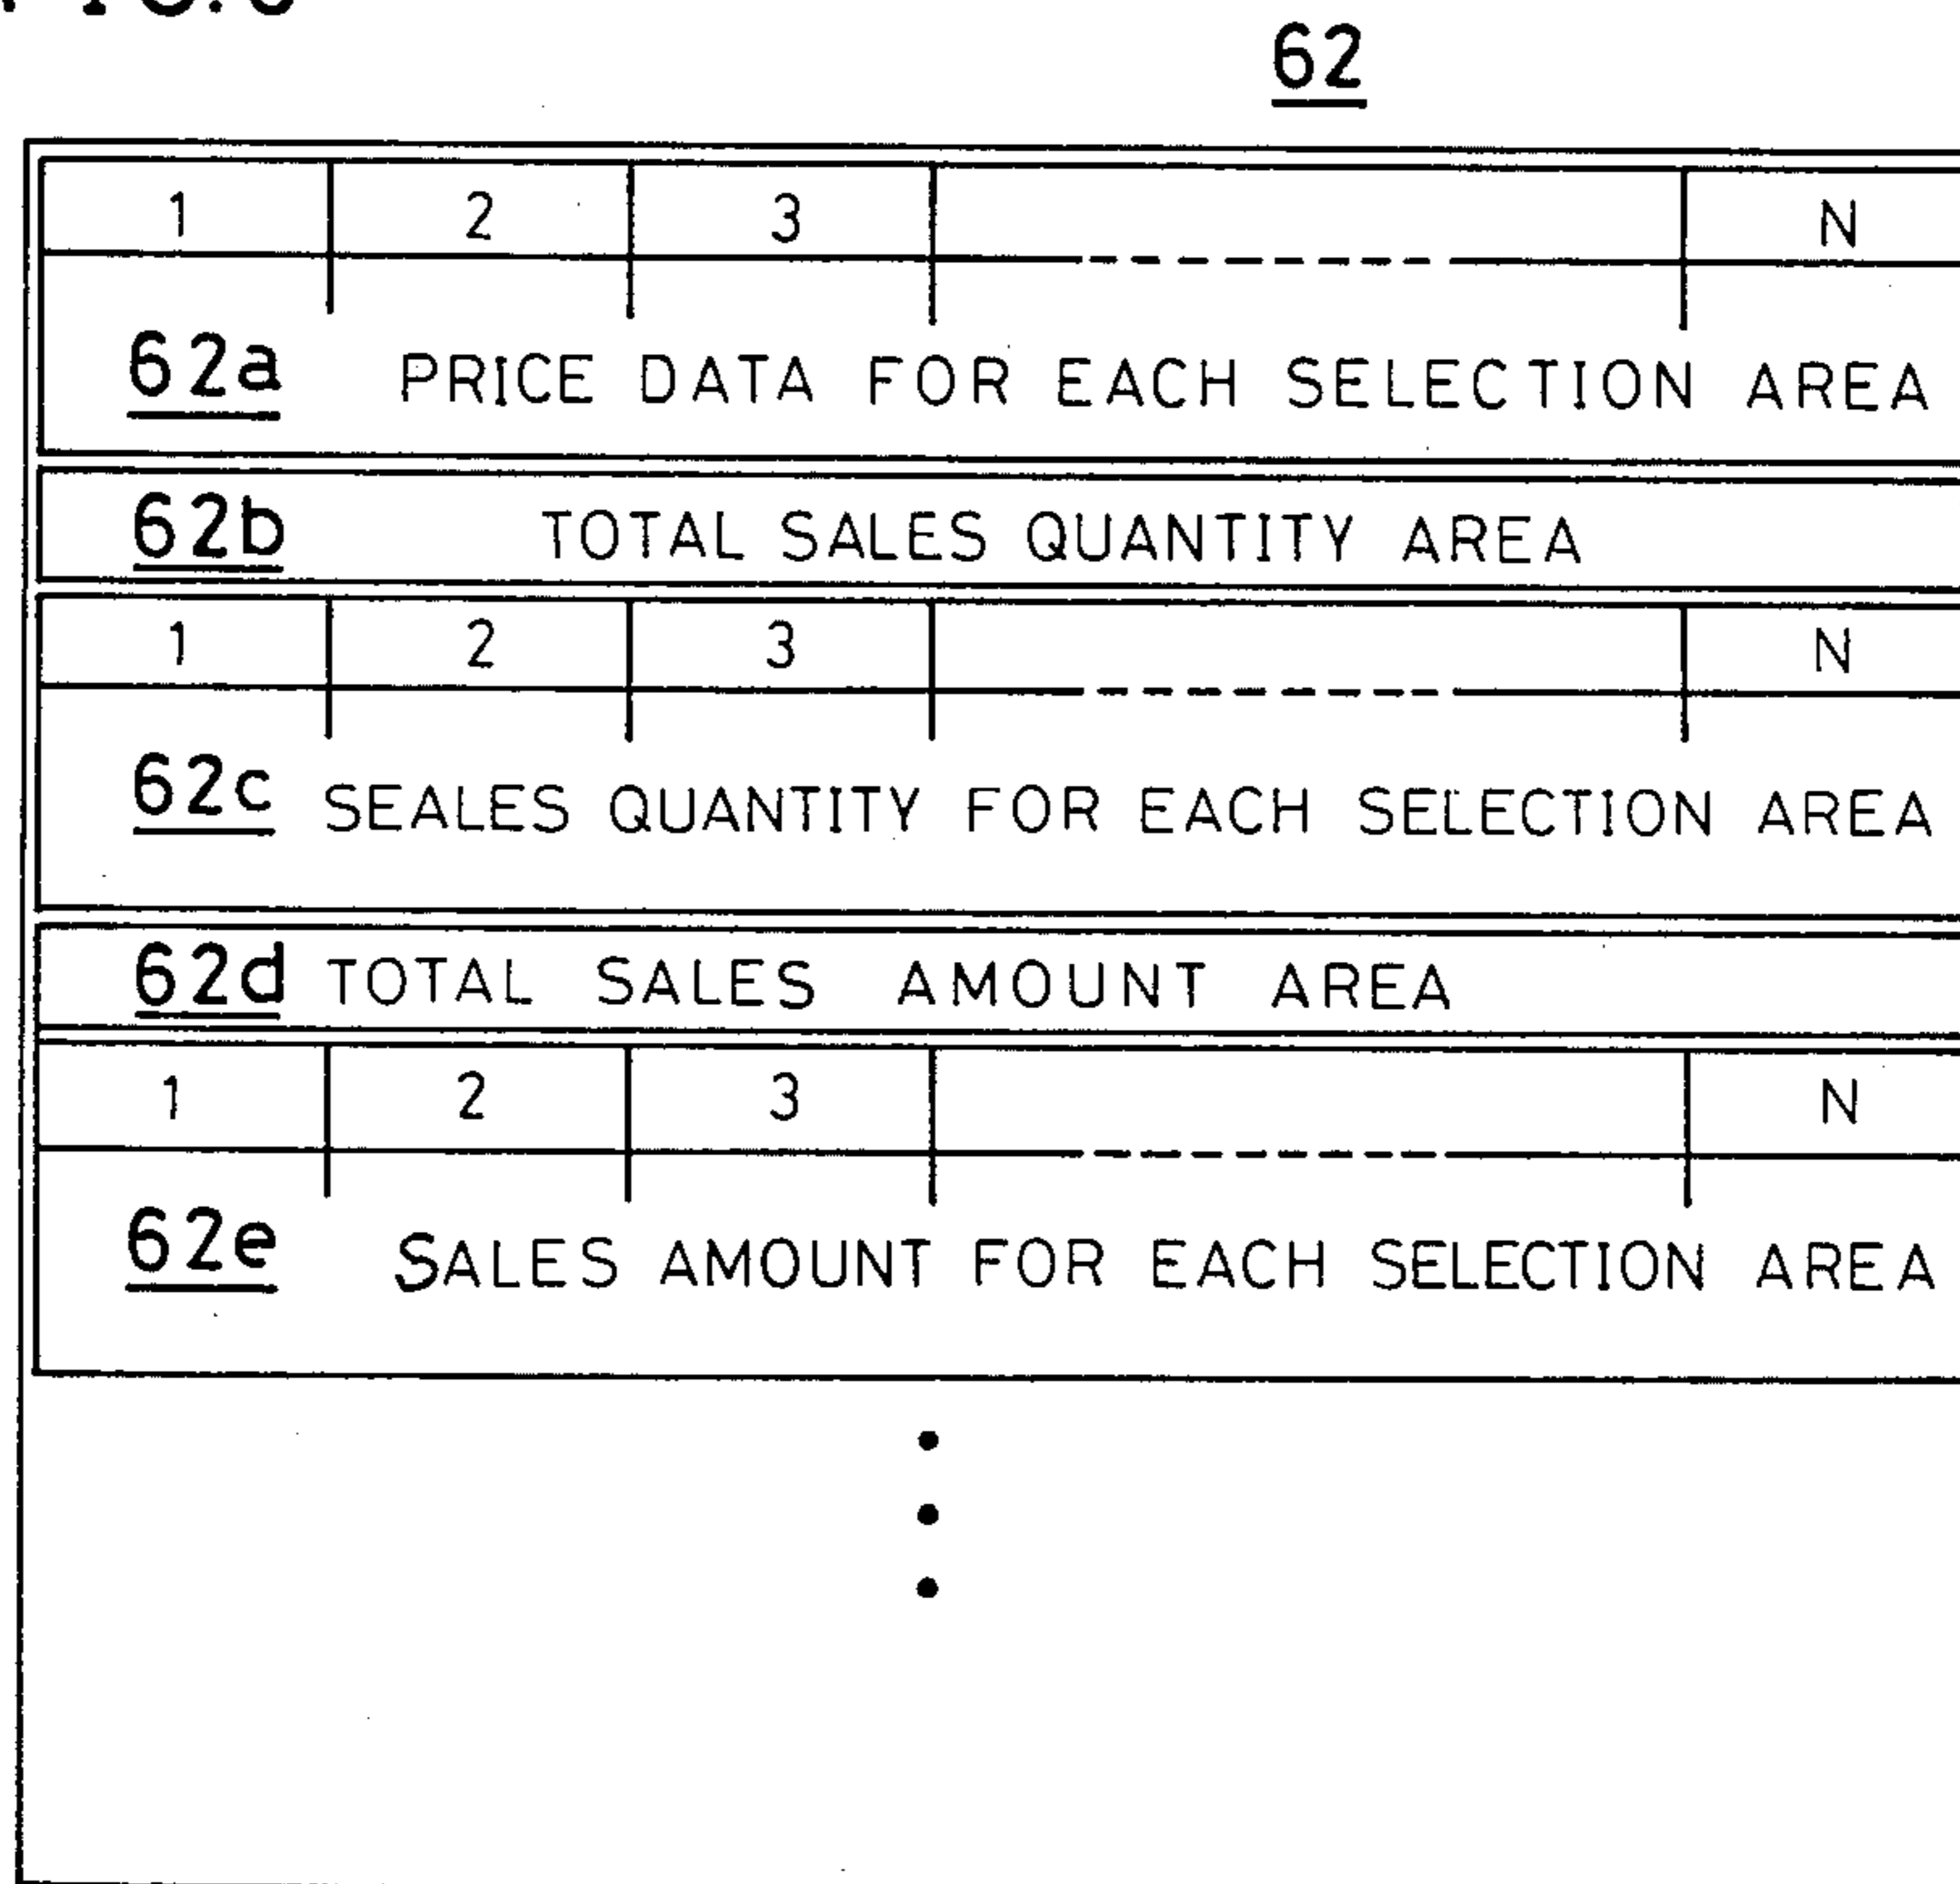 62
1 2 3 N
62a PRICE DATA FOR EACH SELECTION AREA
62b TOTAL SALES QUANTITY AREA
1 2 3 N
62c SEALES QUANTITY FOR EACH SELECTION AREA
62d TOTAL SALES AMOUNT AREA
1 2 3 N
62e SALES AMOUNT FOR EACH SELECTION AREA